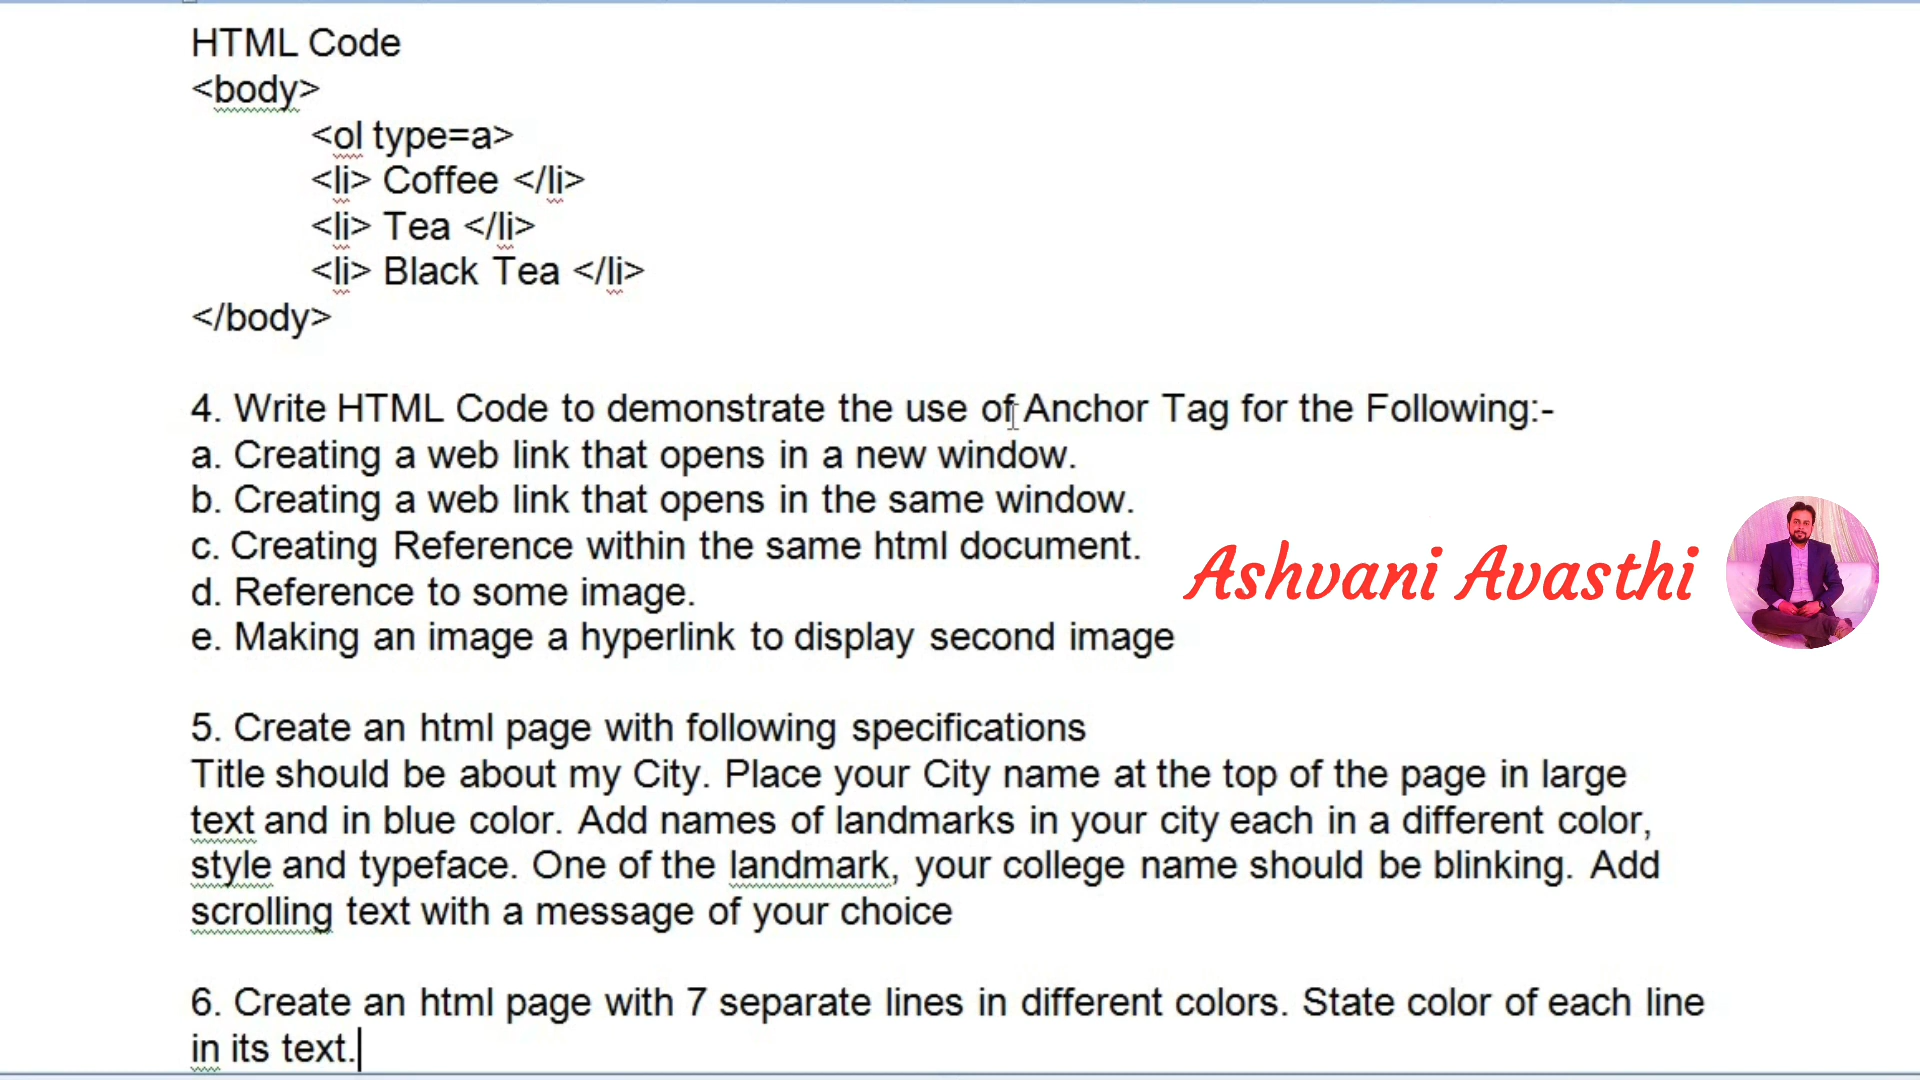 HTML Code
<body>
<ol type=a>
<li> Coffee </li>
<li> Tea </li>
<li> Black Tea </li>
</body>
4. Write HTML Code to demonstrate the use of Anchor Tag for the Following:-
a. Creating a web link that opens in a new window.
b. Creating a web link that opens in the same window.
c. Creating Reference within the same html document.
d. Reference to some image.
e. Making an image a hyperlink to display second image
Ashvani Avasthi
5. Create an html page with following specifications
Title should be about my City. Place your City name at the top of the page in large
text and in blue color. Add names of landmarks in your city each in a different color,
style and typeface. One of the landmark, your college name should be blinking. Add
scrolling text with a message of your choice
6. Create an html page with 7 separate lines in different colors. State color of each line
in its text.